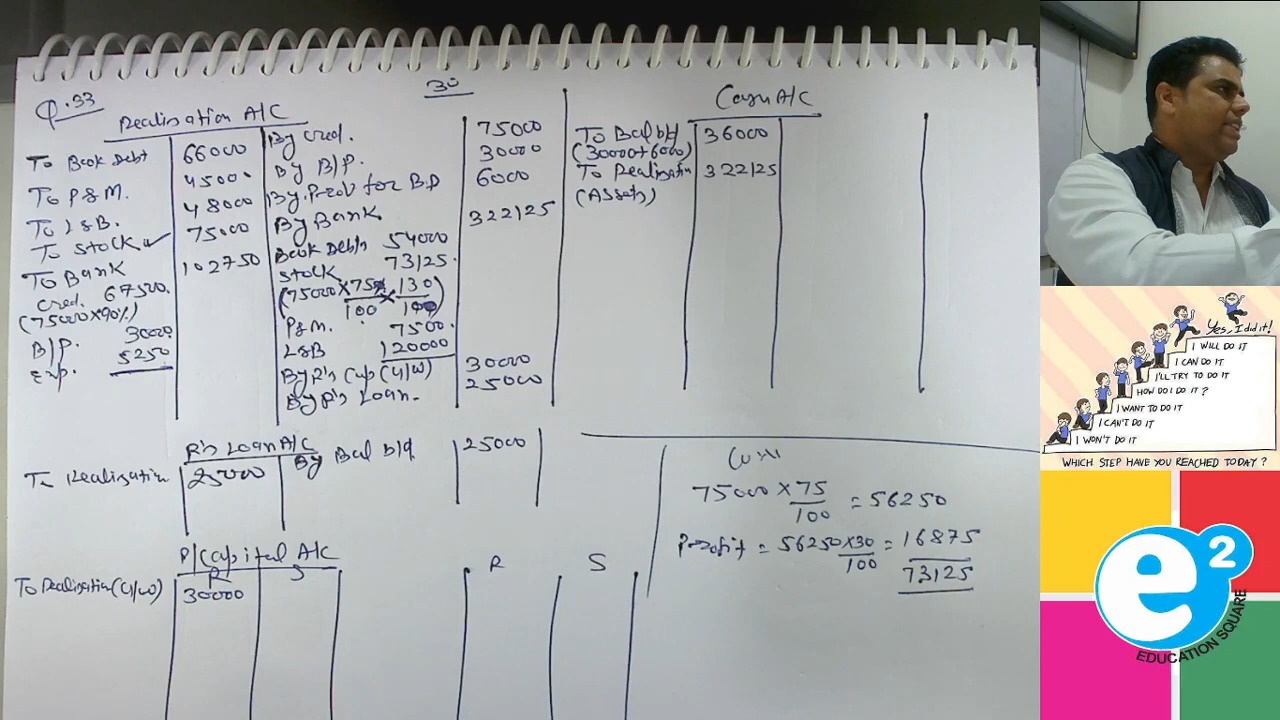 Q.33
30
Realisation A/C
To Book Debt 66000
To P&M. 45000
To L&B. 48000
To Stock 75000
To Bank 102750
Cred. 67500
(75000x90%)
B/P. 30000
Exp. 5250
By Cred. 75000
By B/P. 30000
By Prov for B.D 6000
By Bank 322125
Book Debts 54000
Stock 73125
(75000 x 75/100 x 130/100)
P&M. 7500
L&B 120000
By R's Cap (C/W) 30000
By R's Loan. 25000
Cash A/C
To Bal b/d 36000
(30000+6000)
To Realisation 322125
(Assets)
R's Loan A/C
To Realisation 25000
By Bal b/d 25000
P/Capital A/C
R S R S
To Realisation (C/W) 30000
75000 x 75/100 = 56250
Profit = 56250x30/100 = 16875
73125
Yes, I did it!
I WILL DO IT
I CAN DO IT
I'LL TRY TO DO IT
HOW DO I DO IT?
I WANT TO DO IT
I CAN'T DO IT
I WON'T DO IT
WHICH STEP HAVE YOU REACHED TODAY?
e2
EDUCATION SQUARE